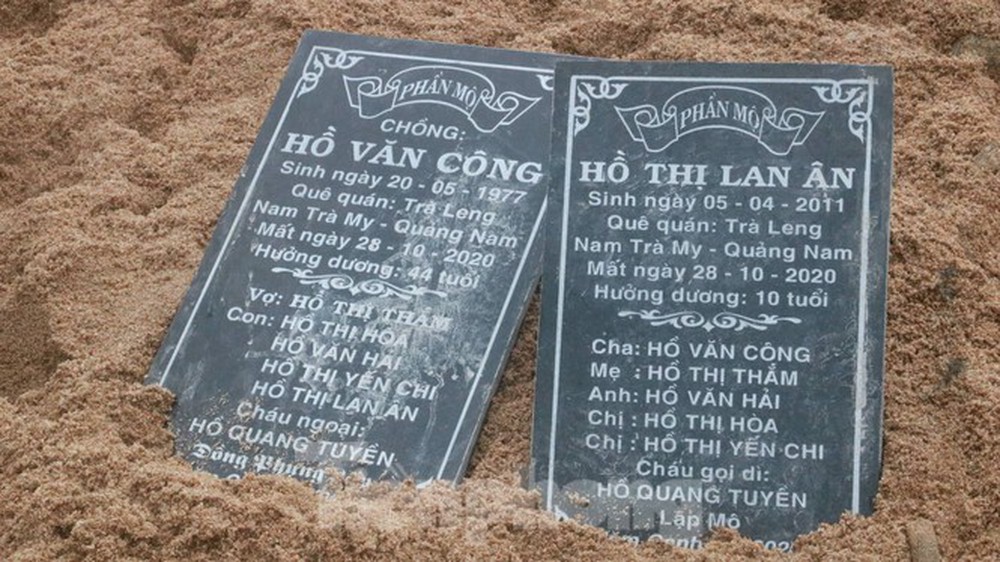 PHẦN MỘ
CHỒNG:
HỒ VĂN CÔNG
Sinh ngày 20 - 05 - 1977
Quê quán: Trà Leng
Nam Trà My - Quảng Nam
Mất ngày 28 - 10 - 2020
Hưởng dương: 44 tuổi
Vợ: HỒ THỊ THẮM
Con: HỒ THỊ HÒA
HỒ VĂN HẢI
HỒ THỊ YẾN CHI
HỒ THỊ LAN ÂN
Cháu ngoại:
HỒ QUANG TUYỀN
Đồng Phụng
PHẦN MỘ
HỒ THỊ LAN ÂN
Sinh ngày 05 - 04 - 2011
Quê quán: Trà Leng
Nam Trà My - Quảng Nam
Mất ngày 28 - 10 - 2020
Hưởng dương: 10 tuổi
Cha: HỒ VĂN CÔNG
Mẹ : HỒ THỊ THẮM
Anh: HỒ VĂN HẢI
Chị : HỒ THỊ HÒA
Chị : HỒ THỊ YẾN CHI
Cháu gọi dì:
HỒ QUANG TUYỀN
Lập Mộ